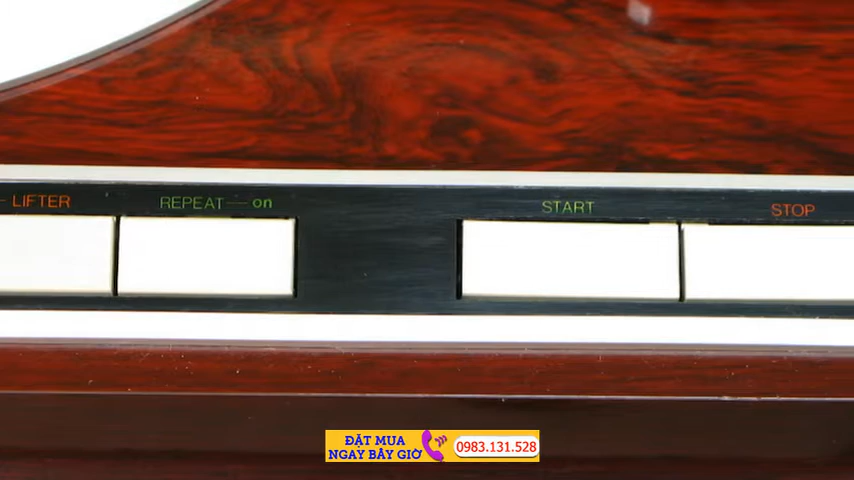 — LIFTER
REPEAT — on
START
STOP
ĐẶT MUA
NGAY BÂY GIỜ
0983.131.528